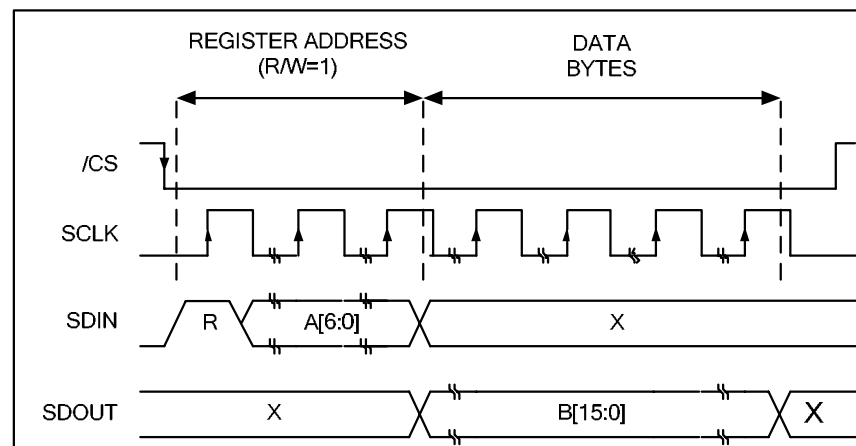 REGISTER ADDRESS
(R/W=1)
DATA
BYTES
/CS
SCLK
SDIN
R
A[6:0]
X
SDOUT
X
B[15:0]
X